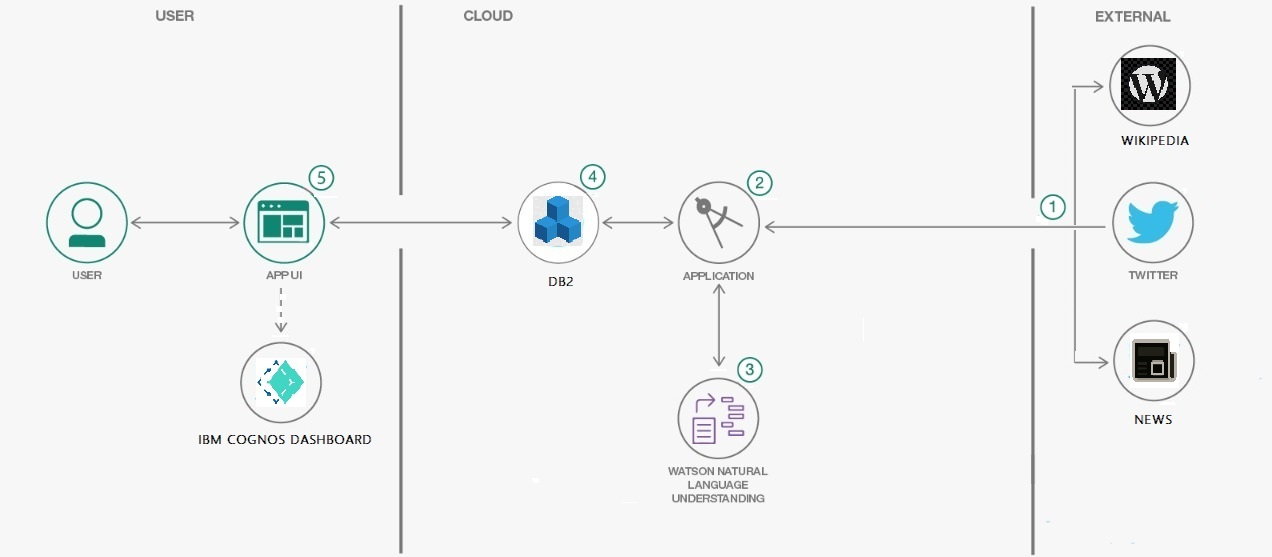 USER
CLOUD
EXTERNAL
WIKIPEDIA
5
4
2
1
USER
APP UI
DB2
APPLICATION
TWITTER
3
IBM COGNOS DASHBOARD
NEWS
WATSON NATURAL
LANGUAGE
UNDERSTANDING